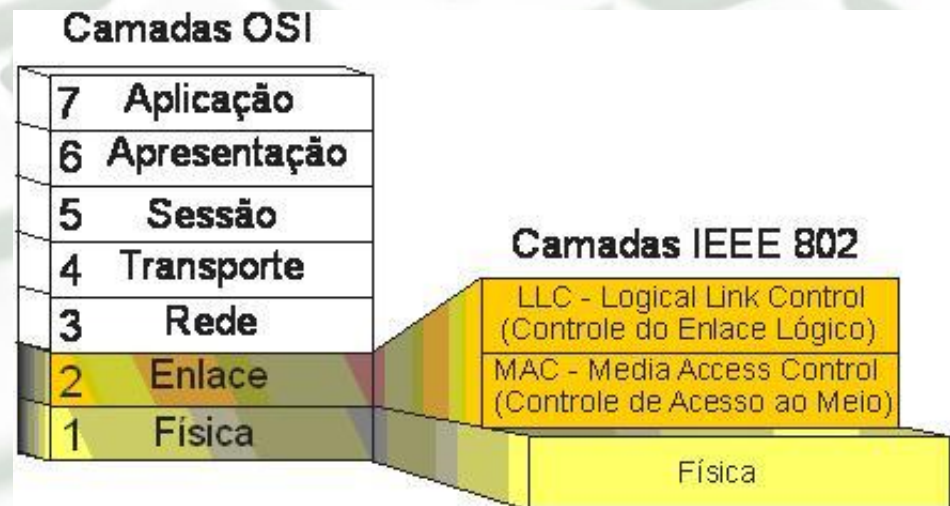 Camadas OSI
7 Aplicação
6 Apresentação
5 Sessão
4 Transporte
3 Rede
2 Enlace
1 Física
Camadas IEEE 802
LLC - Logical Link Control
(Controle do Enlace Lógico)
MAC - Media Access Control
(Controle de Acesso ao Meio)
Física